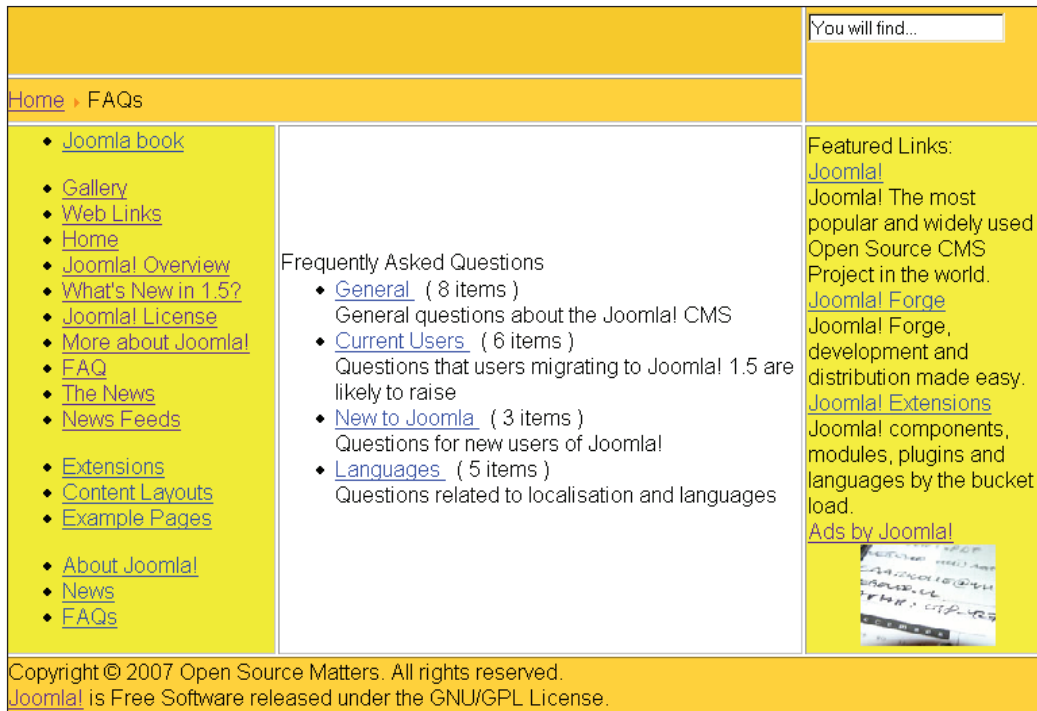 You will find...
Home FAQs
Joomla book
Gallery
Web Links
Home
Joomla! Overview
What's New in 1.5?
Joomla! License
More about Joomla!
FAQ
The News
News Feeds
Extensions
Content Layouts
Example Pages
About Joomla!
News
FAQs
Frequently Asked Questions
General ( 8 items )
General questions about the Joomla! CMS
Current Users ( 6 items )
Questions that users migrating to Joomla! 1.5 are
likely to raise
New to Joomla ( 3 items )
Questions for new users of Joomla!
Languages ( 5 items )
Questions related to localisation and languages
Featured Links:
Joomla!
Joomla! The most
popular and widely used
Open Source CMS
Project in the world.
Joomla! Forge
Joomla! Forge,
development and
distribution made easy.
Joomla! Extensions
Joomla! components,
modules, plugins and
languages by the bucket
load.
Ads by Joomla!
Copyright © 2007 Open Source Matters. All rights reserved.
Joomla! is Free Software released under the GNU/GPL License.